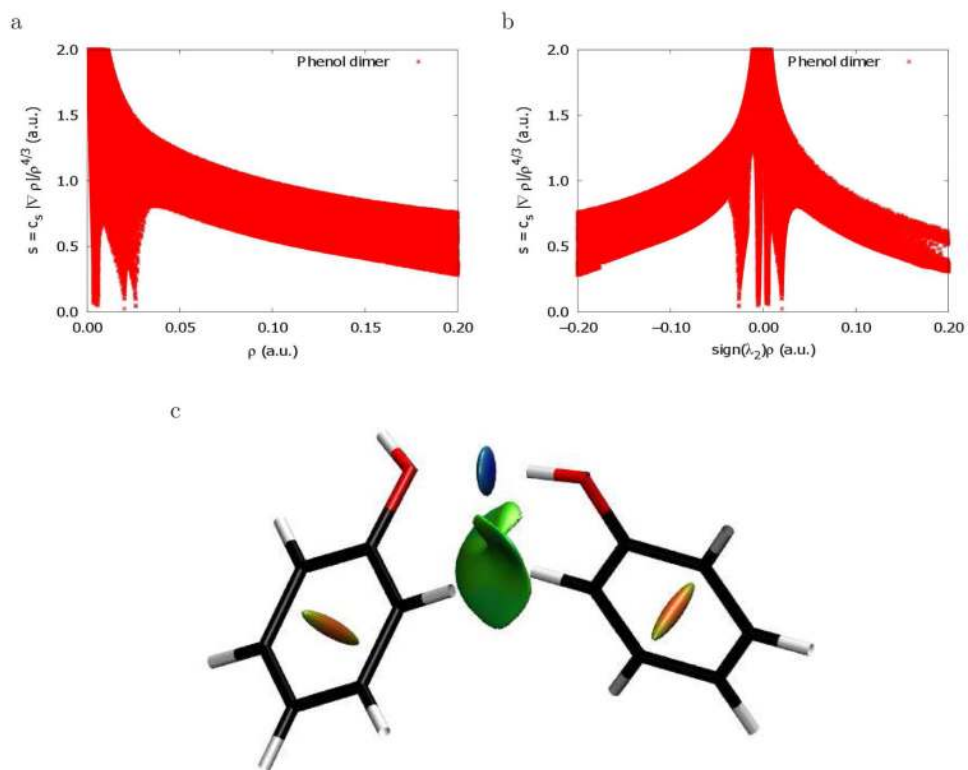 a
s = cₛ |∇ ρ|/ρ^4/3 (a.u.)
2.0
1.5
1.0
0.5
0.0
Phenol dimer
0.00
0.05
0.10
0.15
0.20
ρ (a.u.)
b
s = cₛ |∇ ρ|/ρ^4/3 (a.u.)
2.0
1.5
1.0
0.5
0.0
Phenol dimer
−0.20
−0.10
0.00
0.10
0.20
sign(λ₂)ρ (a.u.)
c